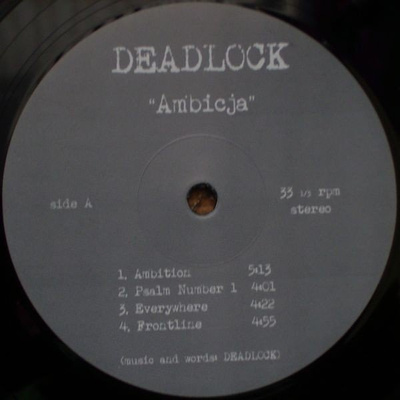 DEADLOCK
"Ambicja"
side A
33 1/3 rpm
stereo
1. Ambition 5:13
2. Psalm Number 1 4:01
3. Everywhere 4:22
4. Frontline 4:55
(music and words: DEADLOCK)